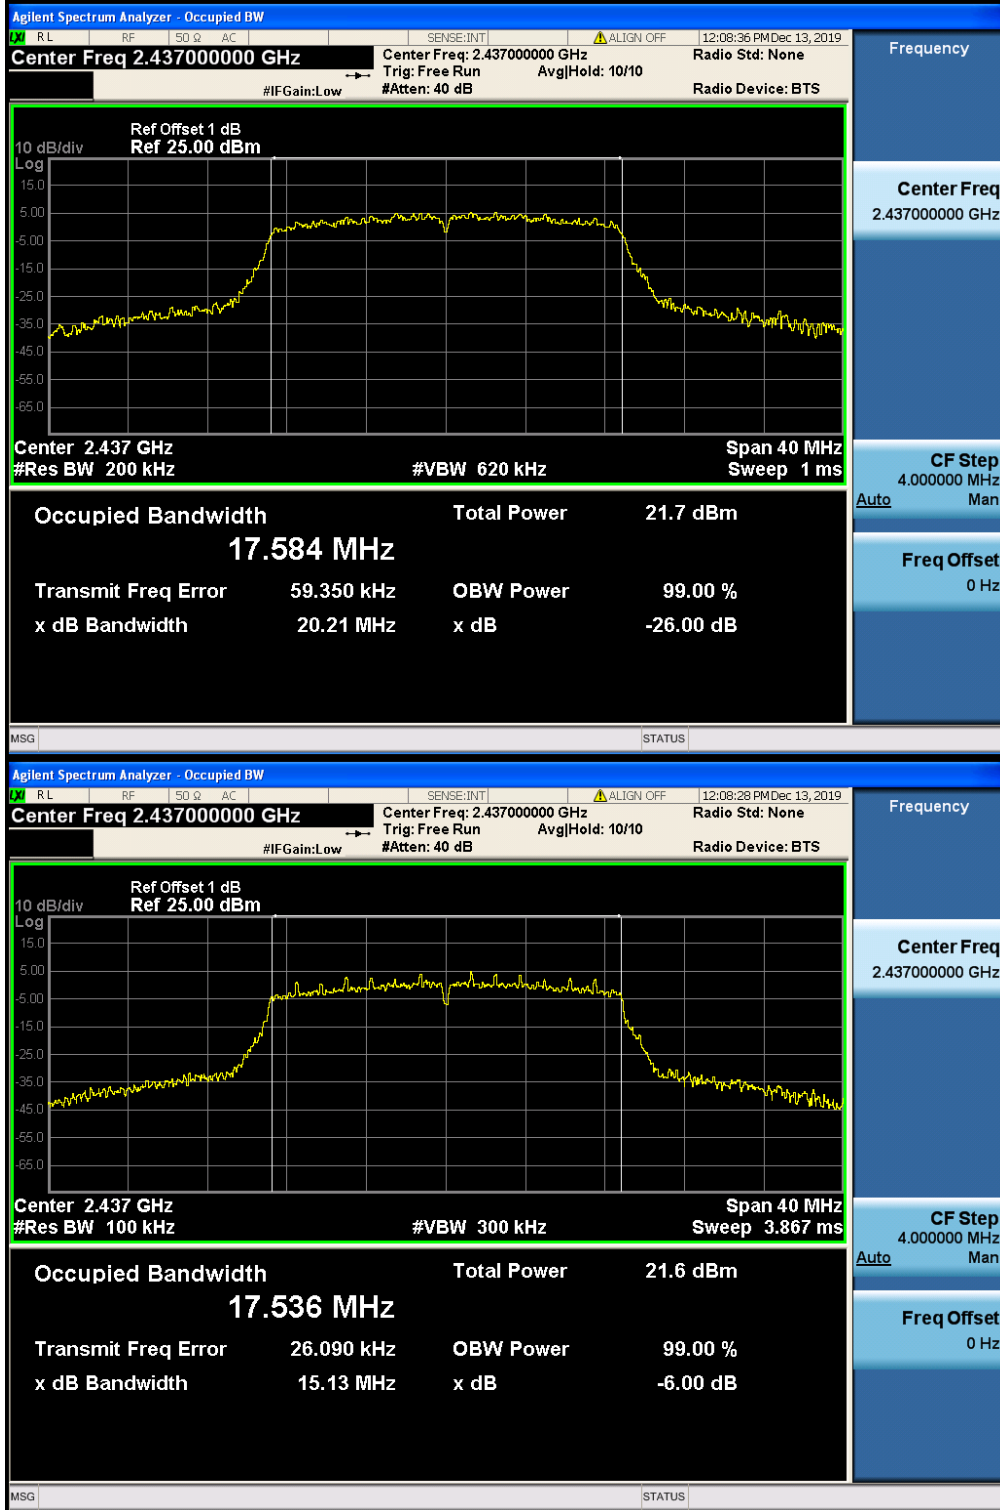 Agilent Spectrum Analyzer - Occupied BW
LXI RL RF 50 Ω AC SENSE:INT ALIGN OFF 12:08:36 PM Dec 13, 2019
Center Freq 2.437000000 GHz
Center Freq: 2.437000000 GHz
Radio Std: None
Trig: Free Run Avg|Hold: 10/10
#IFGain:Low
#Atten: 40 dB
Radio Device: BTS
Frequency
Ref Offset 1 dB
10 dB/div Ref 25.00 dBm
Log
15.0
5.00
-5.00
-15.0
-25.0
-35.0
-45.0
-55.0
-65.0
Center 2.437 GHz Span 40 MHz
#Res BW 200 kHz #VBW 620 kHz Sweep 1 ms
Center Freq
2.437000000 GHz
CF Step
4.000000 MHz
Auto Man
Freq Offset
0 Hz
Occupied Bandwidth Total Power 21.7 dBm
17.584 MHz
Transmit Freq Error 59.350 kHz OBW Power 99.00 %
x dB Bandwidth 20.21 MHz x dB -26.00 dB
MSG STATUS
Agilent Spectrum Analyzer - Occupied BW
LXI RL RF 50 Ω AC SENSE:INT ALIGN OFF 12:08:28 PM Dec 13, 2019
Center Freq 2.437000000 GHz
Center Freq: 2.437000000 GHz
Radio Std: None
Trig: Free Run Avg|Hold: 10/10
#IFGain:Low
#Atten: 40 dB
Radio Device: BTS
Frequency
Ref Offset 1 dB
10 dB/div Ref 25.00 dBm
Log
15.0
5.00
-5.00
-15.0
-25.0
-35.0
-45.0
-55.0
-65.0
Center 2.437 GHz Span 40 MHz
#Res BW 100 kHz #VBW 300 kHz Sweep 3.867 ms
Center Freq
2.437000000 GHz
CF Step
4.000000 MHz
Auto Man
Freq Offset
0 Hz
Occupied Bandwidth Total Power 21.6 dBm
17.536 MHz
Transmit Freq Error 26.090 kHz OBW Power 99.00 %
x dB Bandwidth 15.13 MHz x dB -6.00 dB
MSG STATUS